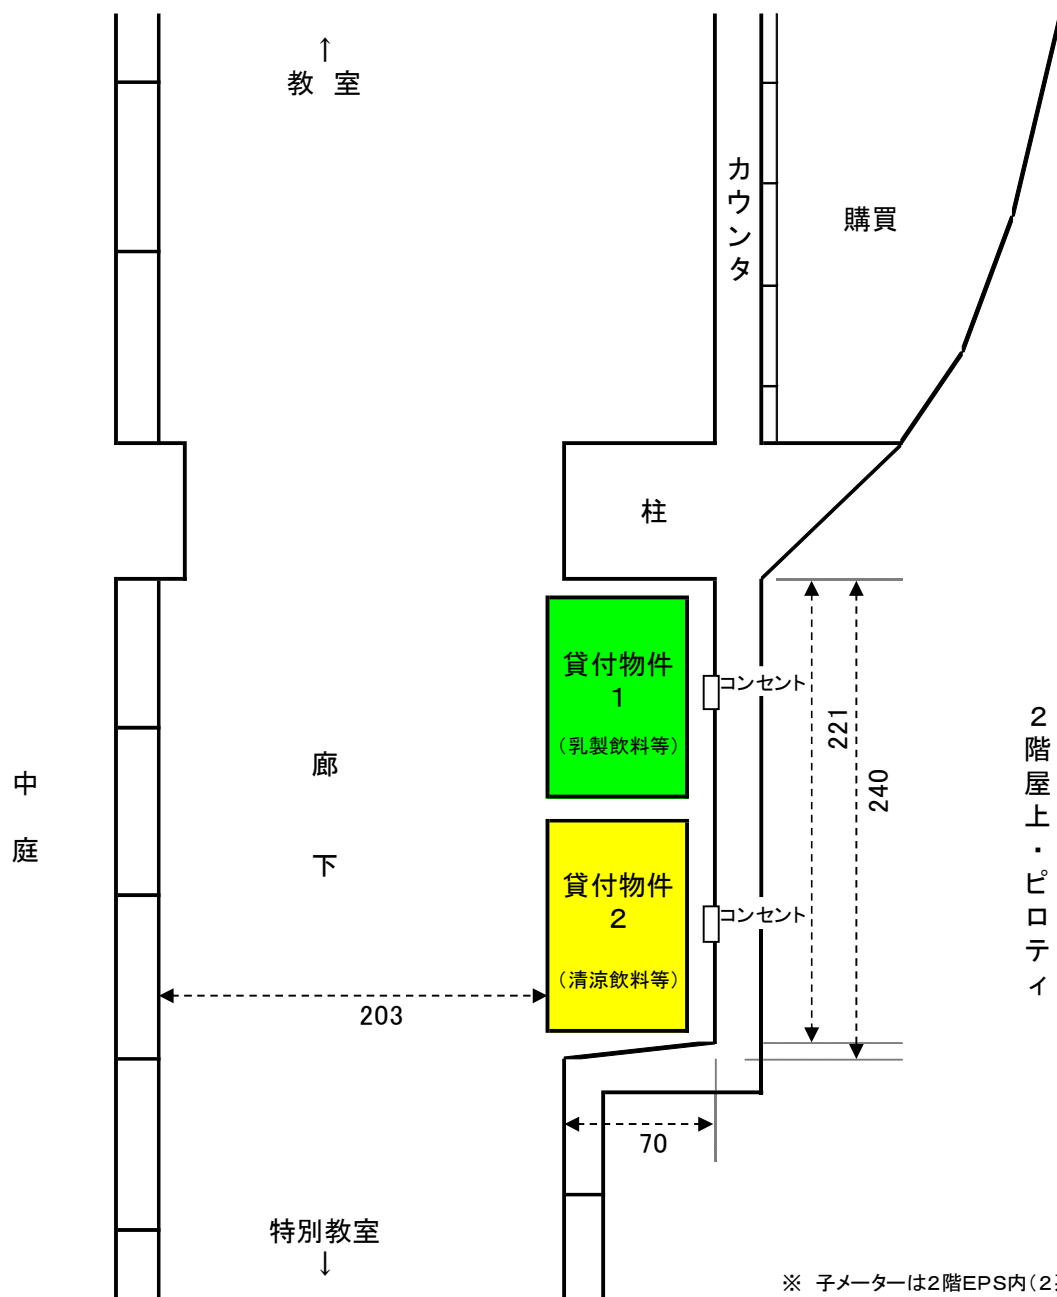 ↑
教 室
カウンタ
購買
柱
貸付物件
1
(乳製飲料等)
コンセント
221
240
中庭
廊下
2階屋上・ピロティ
貸付物件
2
(清涼飲料等)
コンセント
203
70
特別教室
↓
※ 子メーターは2階EPS内(2